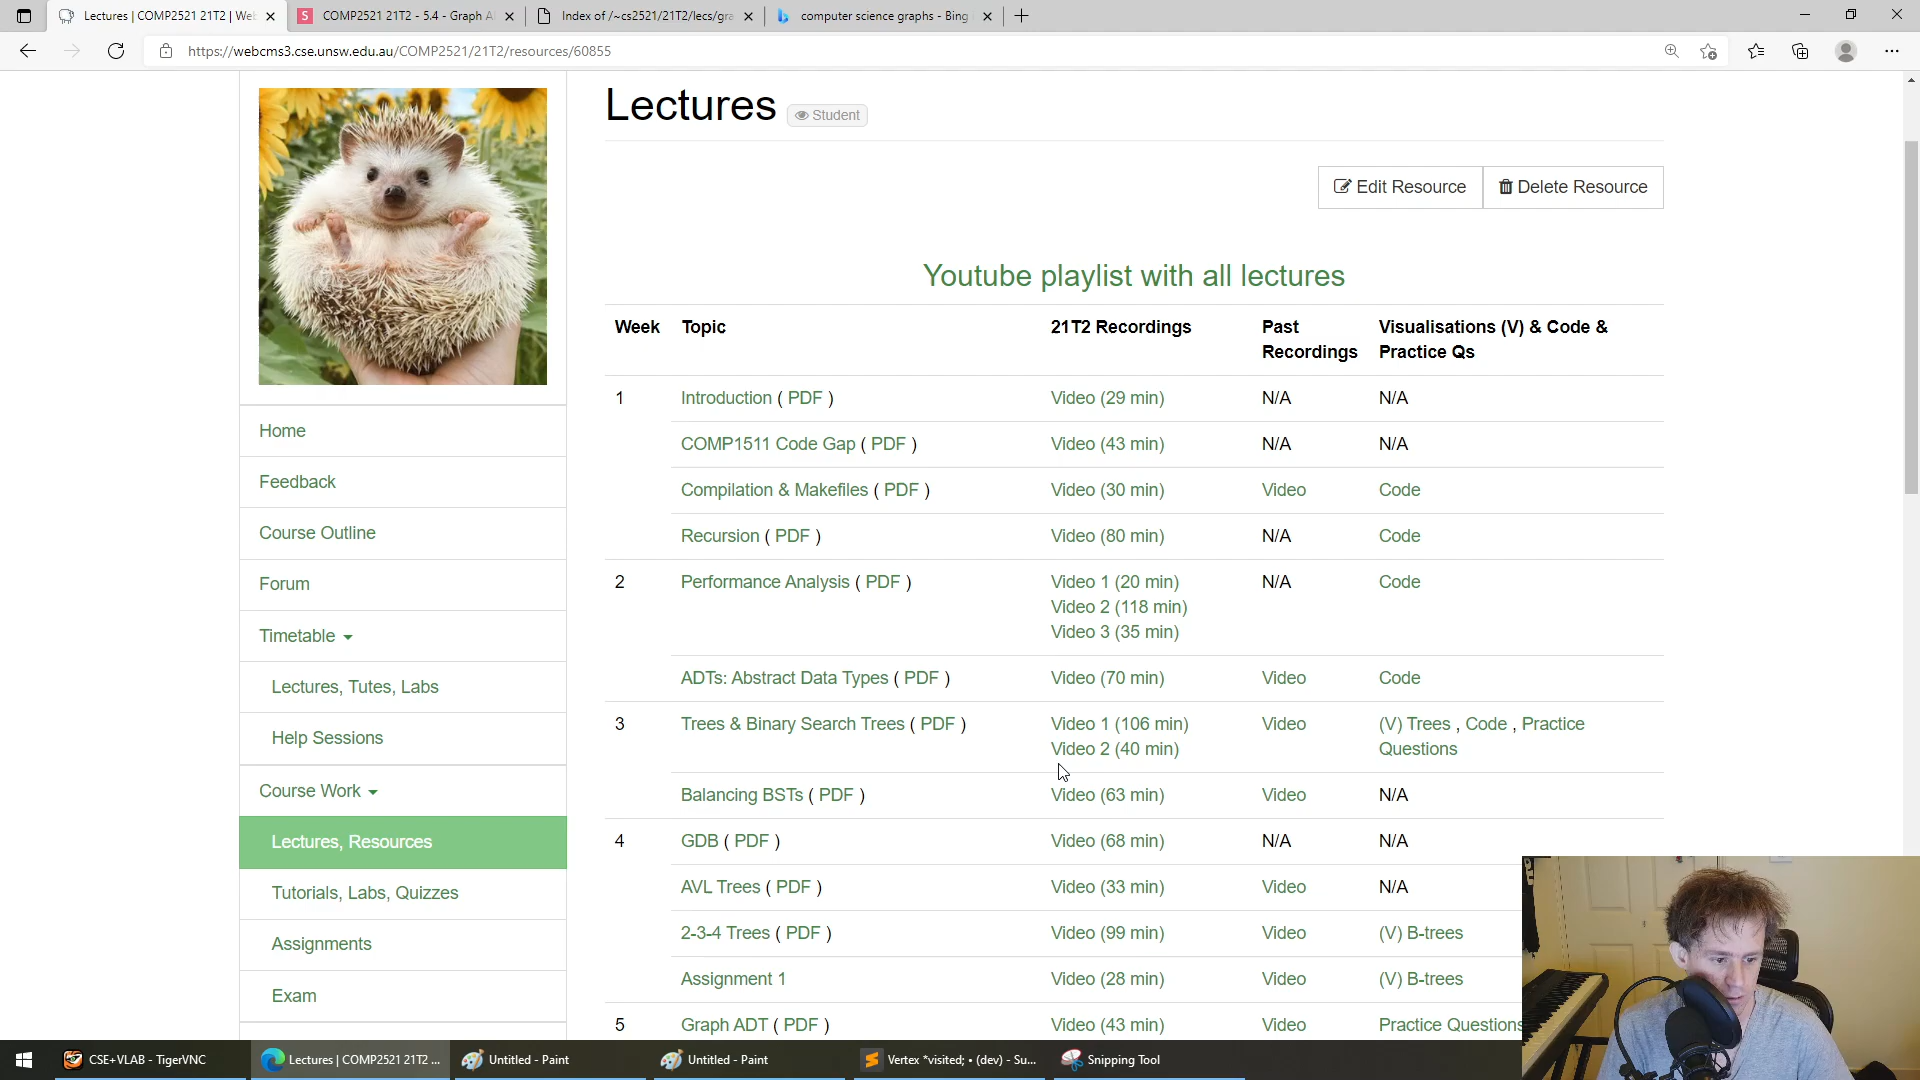 Lectures | COMP2521 21T2 | Web
COMP2521 21T2 - 5.4 - Graph A
Index of /~cs2521/21T2/lecs/gra
computer science graphs - Bing
https://webcms3.cse.unsw.edu.au/COMP2521/21T2/resources/60855
Lectures Student
Edit Resource Delete Resource
Youtube playlist with all lectures
Week Topic 21T2 Recordings Past Recordings Visualisations (V) & Code & Practice Qs
1 Introduction ( PDF ) Video (29 min) N/A N/A
COMP1511 Code Gap ( PDF ) Video (43 min) N/A N/A
Compilation & Makefiles ( PDF ) Video (30 min) Video Code
Recursion ( PDF ) Video (80 min) N/A Code
2 Performance Analysis ( PDF ) Video 1 (20 min) N/A Code
Video 2 (118 min)
Video 3 (35 min)
ADTs: Abstract Data Types ( PDF ) Video (70 min) Video Code
3 Trees & Binary Search Trees ( PDF ) Video 1 (106 min) Video (V) Trees , Code , Practice
Video 2 (40 min) Questions
Balancing BSTs ( PDF ) Video (63 min) Video N/A
4 GDB ( PDF ) Video (68 min) N/A N/A
AVL Trees ( PDF ) Video (33 min) Video N/A
2-3-4 Trees ( PDF ) Video (99 min) Video (V) B-trees
Assignment 1 Video (28 min) Video (V) B-trees
5 Graph ADT ( PDF ) Video (43 min) Video Practice Questions
Home
Feedback
Course Outline
Forum
Timetable
Lectures, Tutes, Labs
Help Sessions
Course Work
Lectures, Resources
Tutorials, Labs, Quizzes
Assignments
Exam
CSE+VLAB - TigerVNC
Lectures | COMP2521 21T2 ...
Untitled - Paint
Untitled - Paint
Vertex *visited; • (dev) - Su...
Snipping Tool